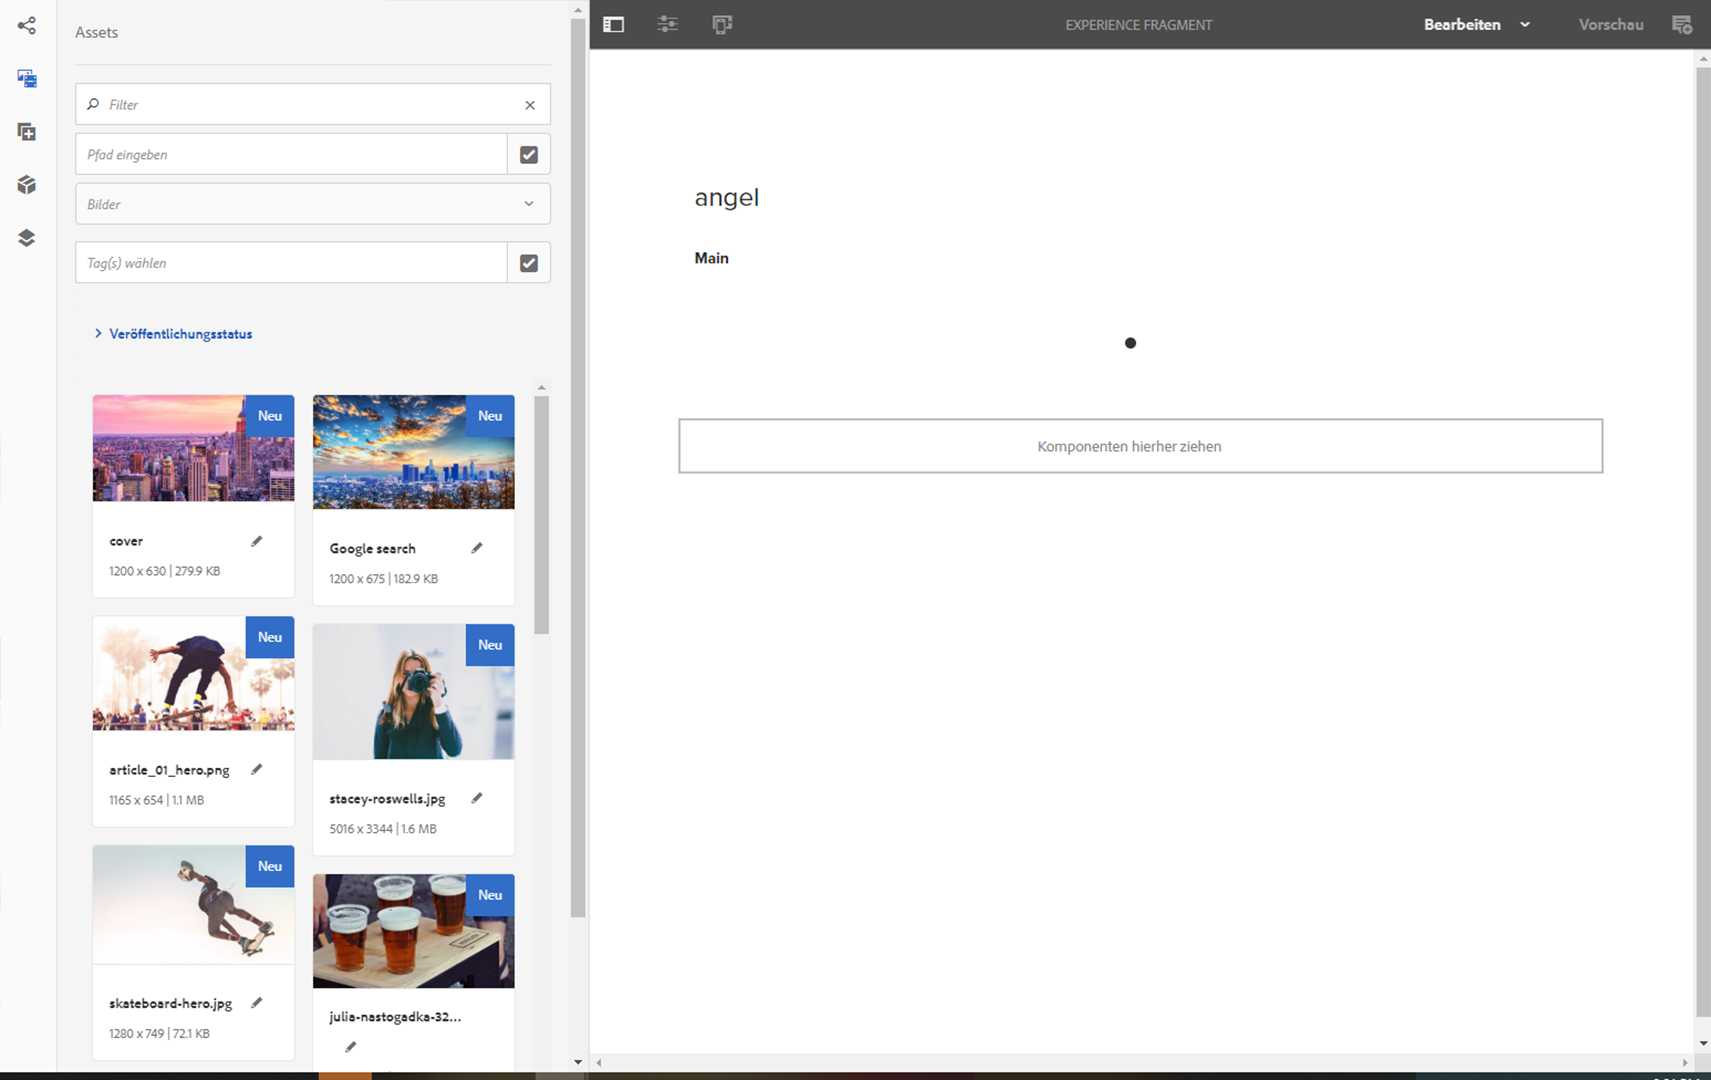 Assets
Filter
Pfad eingeben
Bilder
Tag(s) wählen
Veröffentlichungsstatus
Neu
cover
1200 x 630 | 279.9 KB
Neu
Google search
1200 x 675 | 182.9 KB
Neu
article_01_hero.png
1165 x 654 | 1.1 MB
Neu
stacey-roswells.jpg
5016 x 3344 | 1.6 MB
Neu
skateboard-hero.jpg
1280 x 749 | 72.1 KB
Neu
julia-nastogadka-32...
EXPERIENCE FRAGMENT
Bearbeiten
Vorschau
angel
Main
Komponenten hierher ziehen